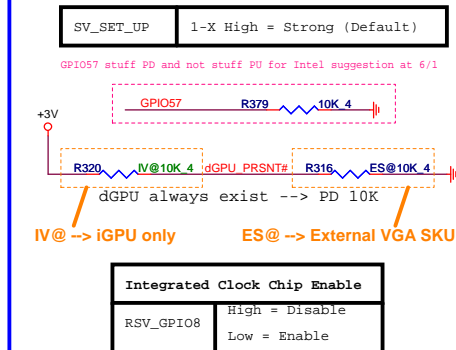 SV_SET_UP 1-X High = Strong (Default)
GPIO57 stuff PD and not stuff PU for Intel suggestion at 6/1
GPIO57 R379 10K_4
+3V
R320 IV@10K_4 dGPU_PRSNT# R316 ES@10K_4
dGPU always exist --> PD 10K
IV@ --> iGPU only ES@ --> External VGA SKU
Integrated Clock Chip Enable
RSV_GPIO8 High = Disable
Low = Enable